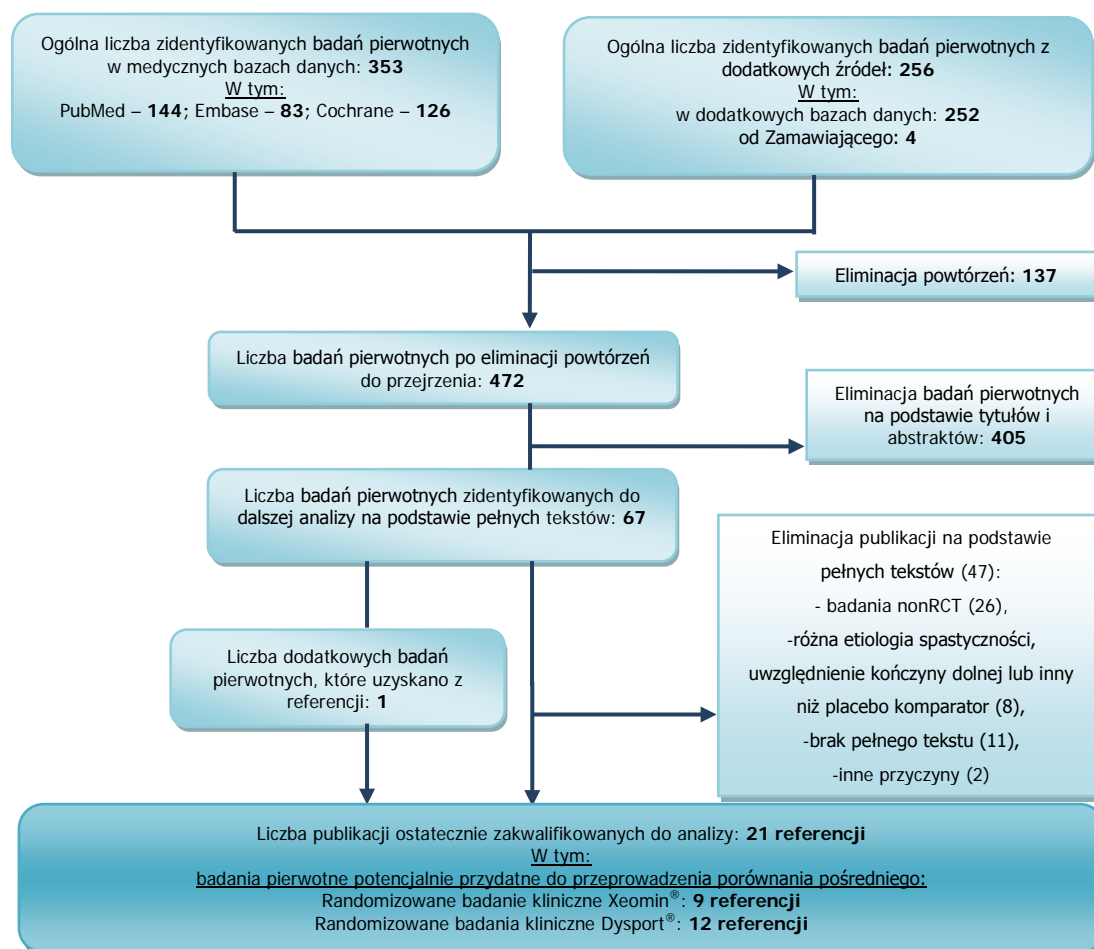 Ogólna liczba zidentyfikowanych badań pierwotnych
w medycznych bazach danych: 353
W tym:
PubMed – 144; Embase – 83; Cochrane – 126
Ogólna liczba zidentyfikowanych badań pierwotnych z
dodatkowych źródeł: 256
W tym:
w dodatkowych bazach danych: 252
od Zamawiającego: 4
Eliminacja powtórzeń: 137
Liczba badań pierwotnych po eliminacji powtórzeń
do przejrzenia: 472
Eliminacja badań pierwotnych
na podstawie tytułów i
abstraktów: 405
Liczba badań pierwotnych zidentyfikowanych do
dalszej analizy na podstawie pełnych tekstów: 67
Eliminacja publikacji na podstawie
pełnych tekstów (47):
- badania nonRCT (26),
-różna etiologia spastyczności,
uwzględnienie kończyny dolnej lub inny
niż placebo komparator (8),
-brak pełnego tekstu (11),
-inne przyczyny (2)
Liczba dodatkowych badań
pierwotnych, które uzyskano z
referencji: 1
Liczba publikacji ostatecznie zakwalifikowanych do analizy: 21 referencji
W tym:
badania pierwotne potencjalnie przydatne do przeprowadzenia porównania pośredniego:
Randomizowane badanie kliniczne Xeomin®: 9 referencji
Randomizowane badania kliniczne Dysport®: 12 referencji